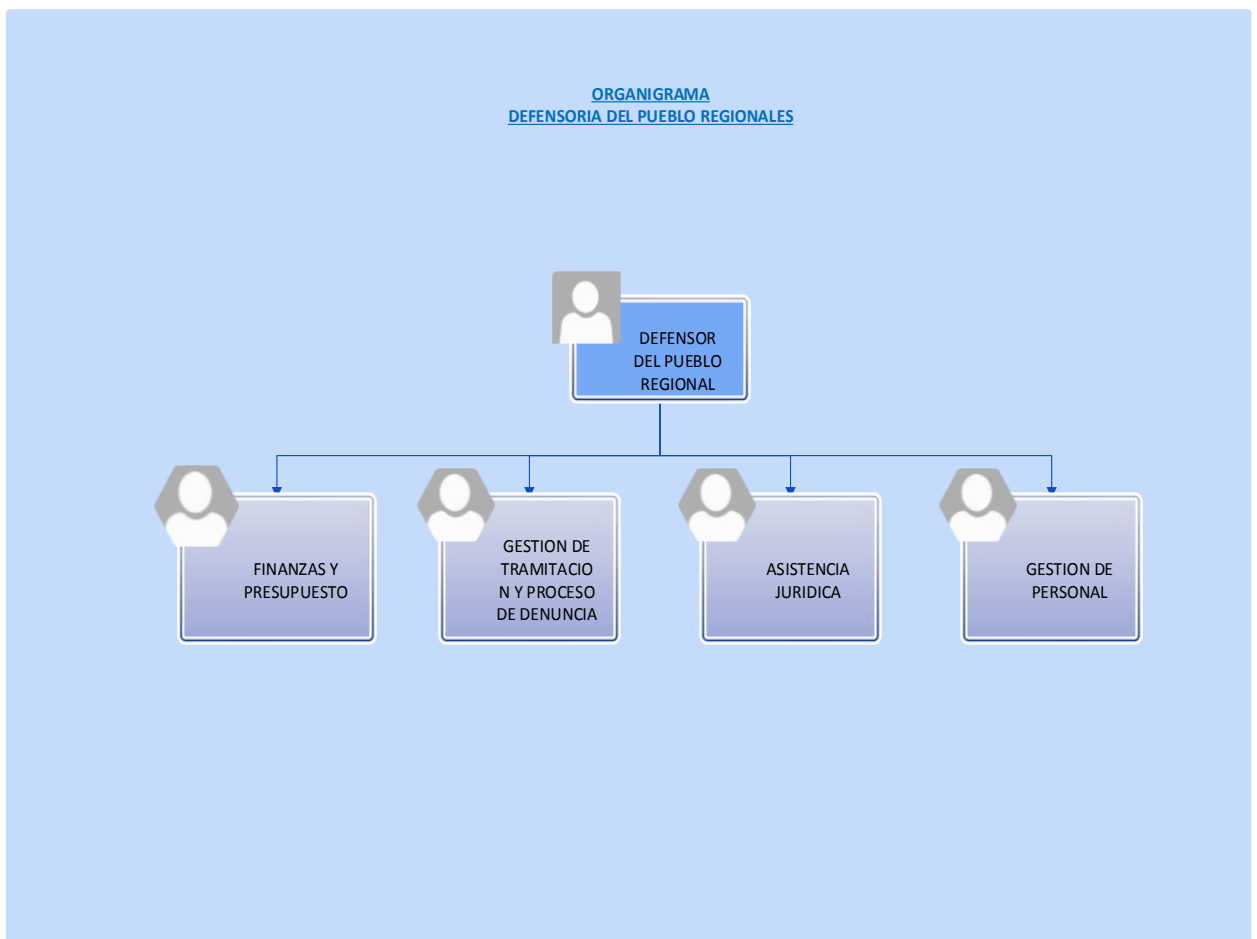 ORGANIGRAMA
DEFENSORIA DEL PUEBLO REGIONALES
DEFENSOR
DEL PUEBLO
REGIONAL
FINANZAS Y
PRESUPUESTO
GESTION DE
TRAMITACIO
N Y PROCESO
DE DENUNCIA
ASISTENCIA
JURIDICA
GESTION DE
PERSONAL